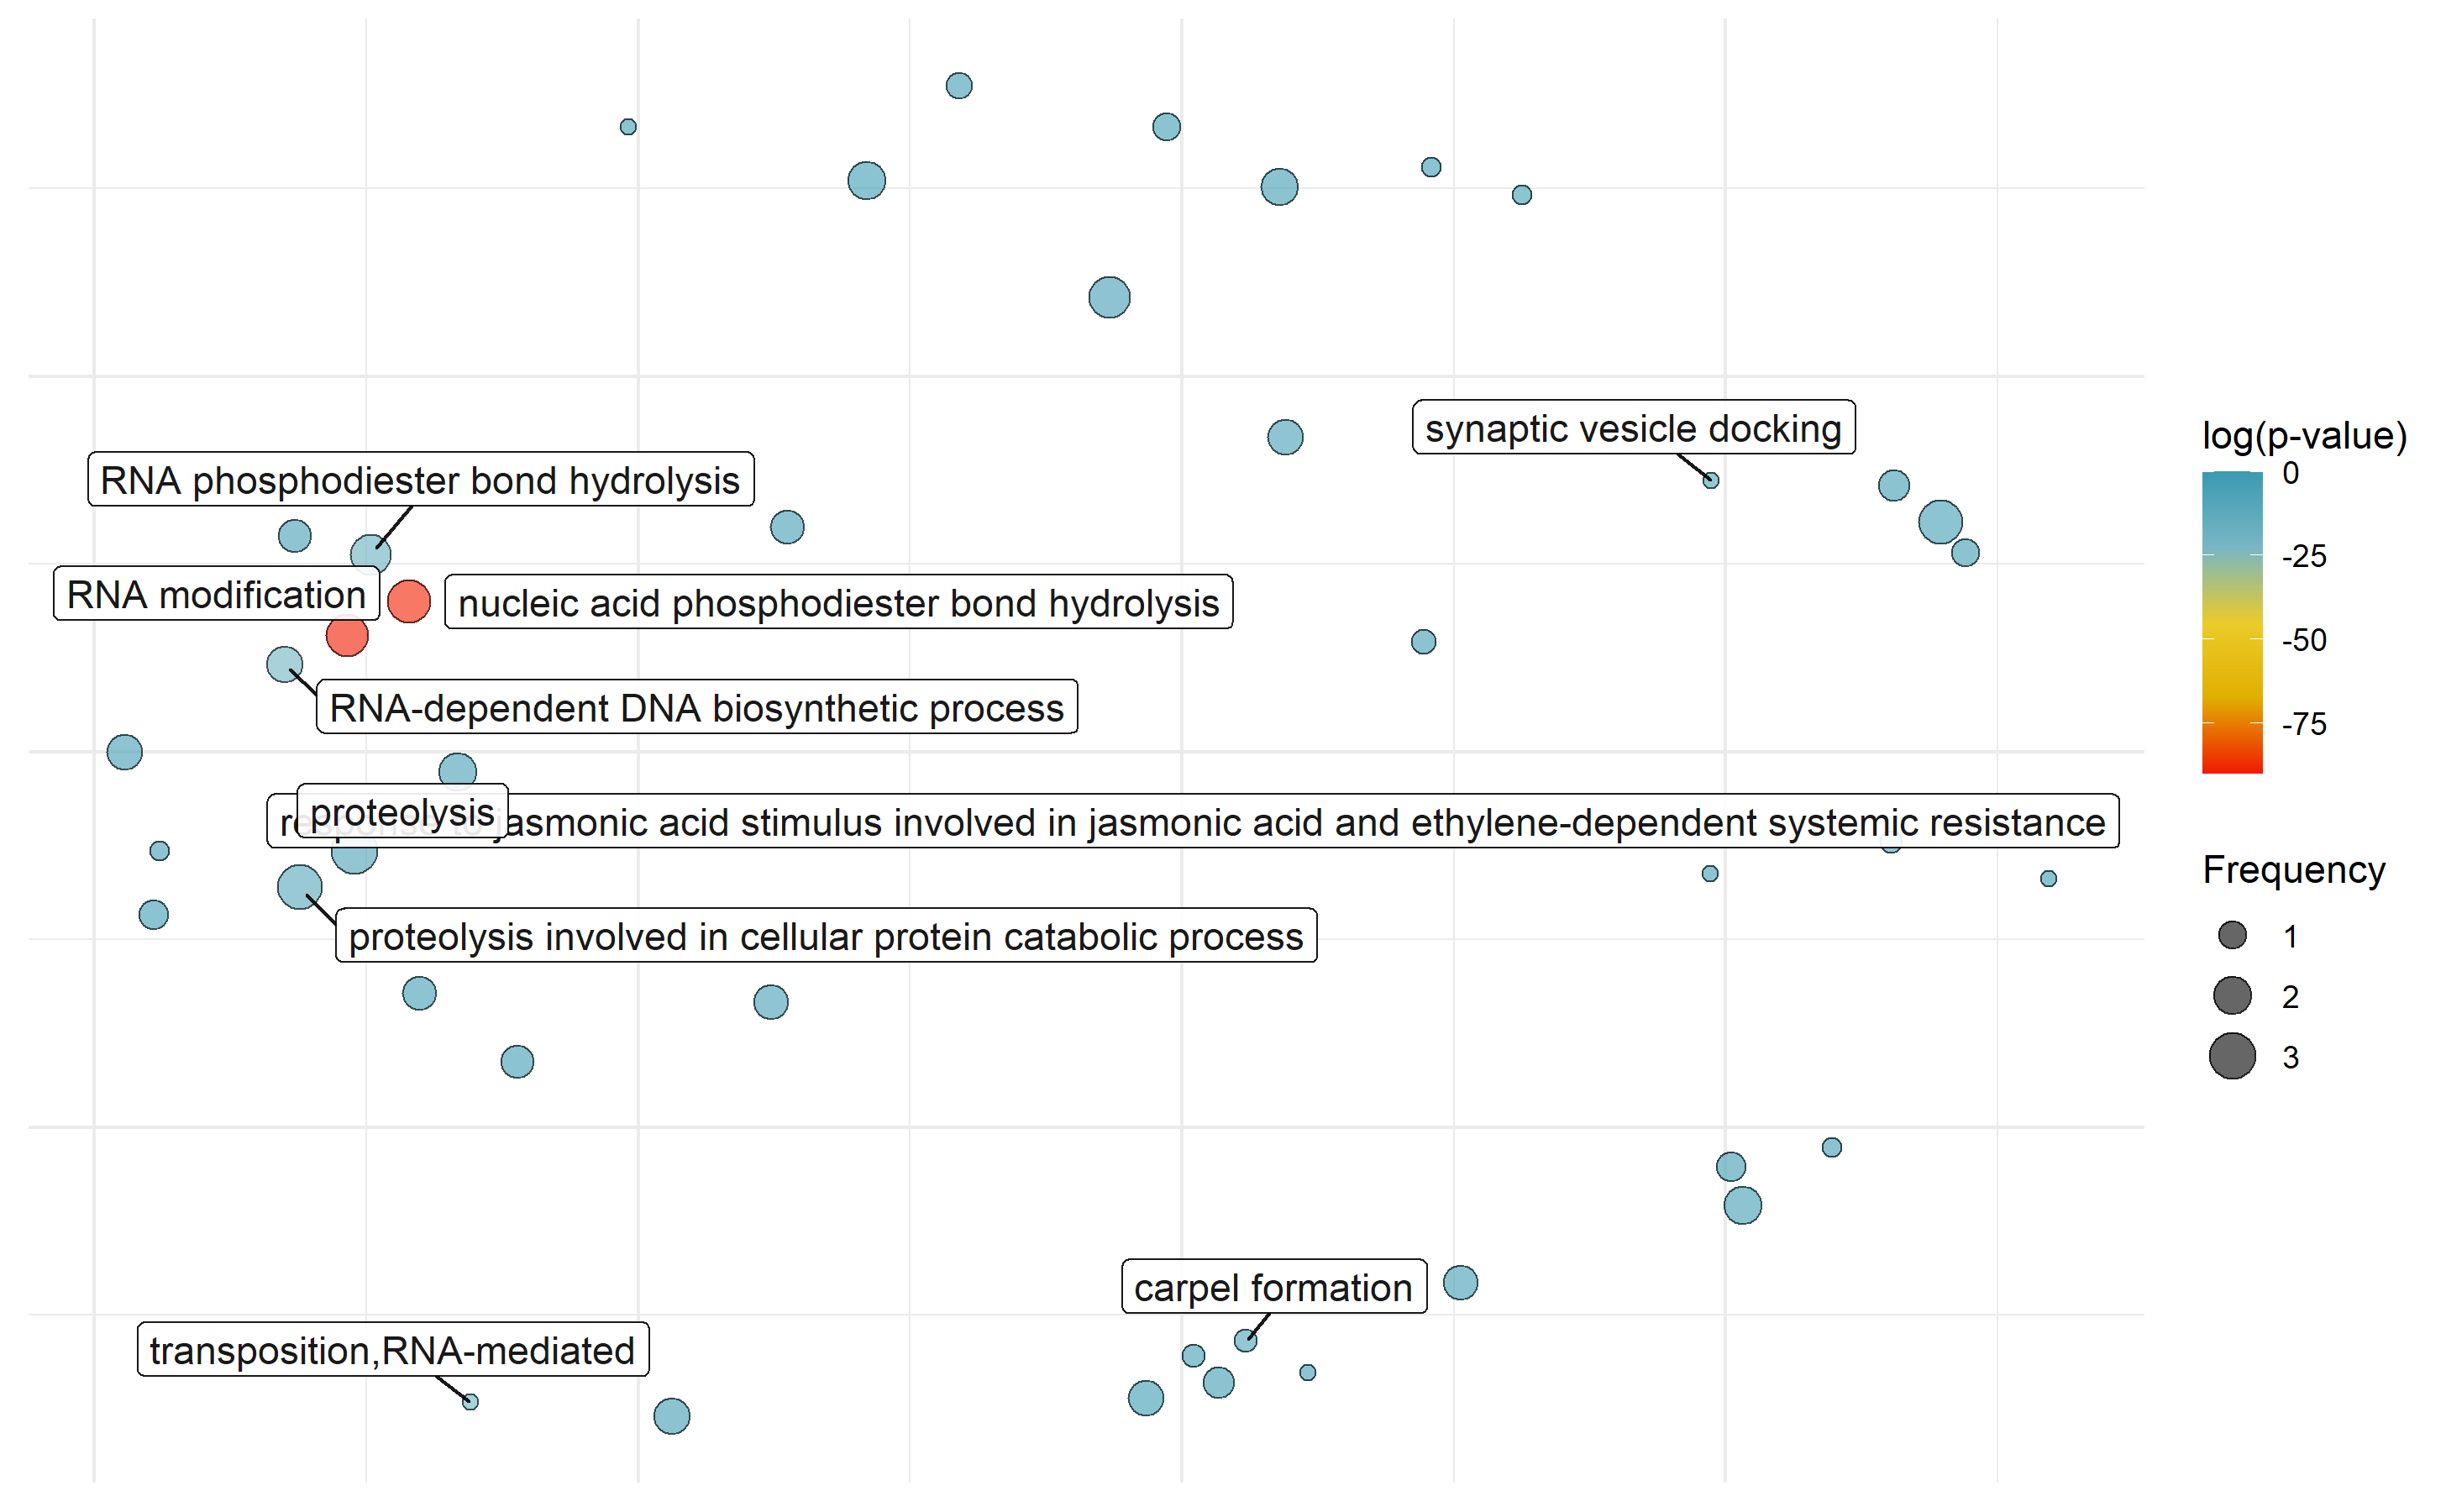 synaptic vesicle docking
RNA phosphodiester bond hydrolysis
RNA modification
nucleic acid phosphodiester bond hydrolysis
RNA-dependent DNA biosynthetic process
proteolysis
response to jasmonic acid stimulus involved in jasmonic acid and ethylene-dependent systemic resistance
proteolysis involved in cellular protein catabolic process
carpel formation
transposition,RNA-mediated
log(p-value)
0
-25
-50
-75
Frequency
1
2
3